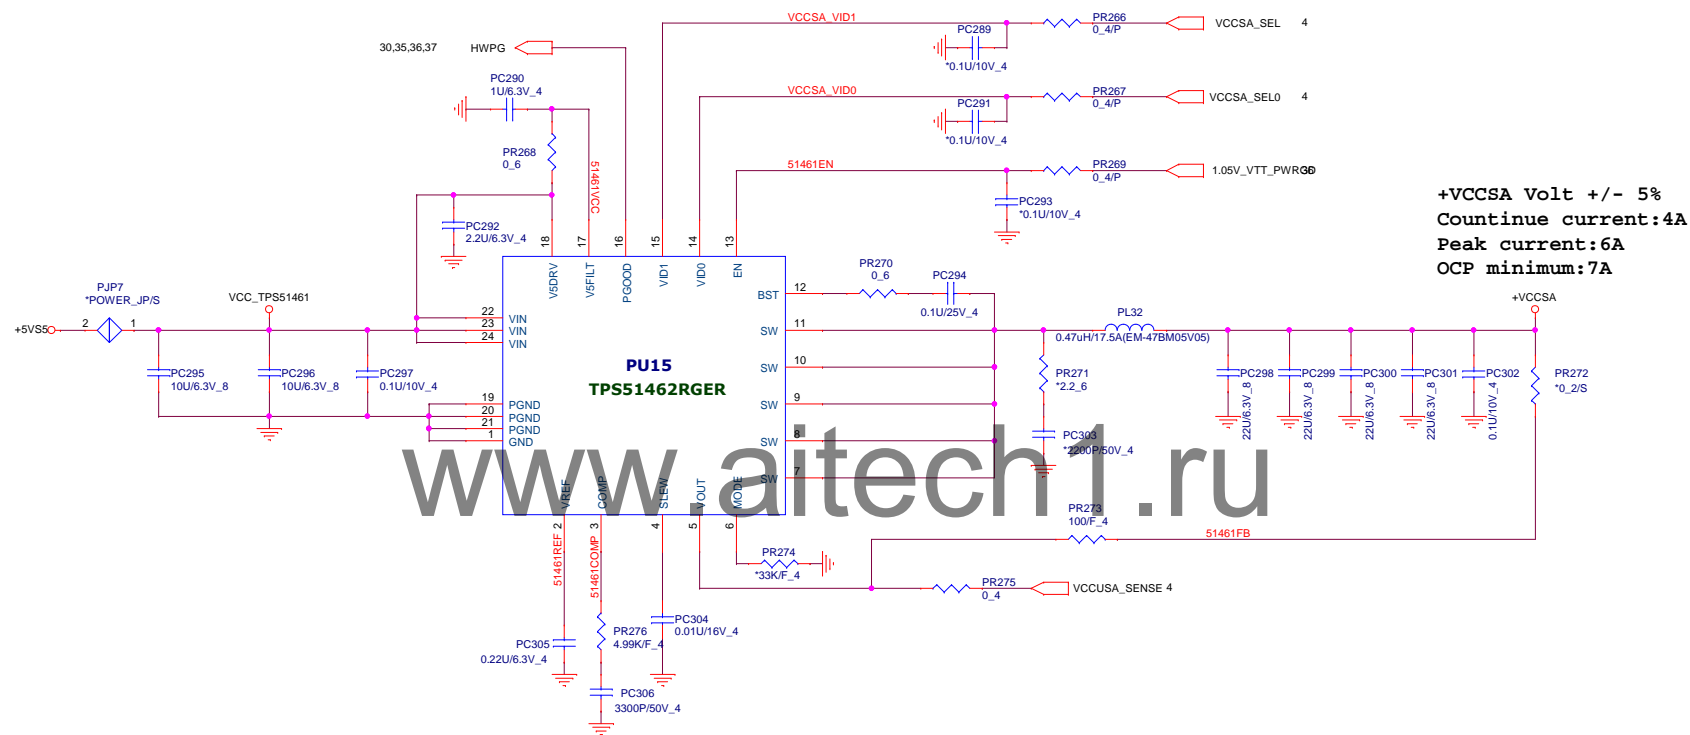 VCCSA_VID1
PR266
0_4/P
VCCSA_SEL 4
PC289
*0.1U/10V_4
30,35,36,37 HWPG
PC290
1U/6.3V_4
VCCSA_VID0
PR267
0_4/P
VCCSA_SEL0 4
PC291
*0.1U/10V_4
PR268
0_6
51461VCC
51461EN
PR269
0_4/P
PC293
*0.1U/10V_4
+VCCSA Volt +/- 5%
Countinue current:4A
Peak current:6A
OCP minimum:7A
PC292
2.2U/6.3V_4
18
17
16
15
14
13
V5DRV
V5FILT
PGOOD
VID1
VID0
EN
PJP7
*POWER_JP/S
VCC_TPS51461
+5VS5
2
1
22
23
24
VIN
VIN
VIN
PC295
10U/6.3V_8
PC296
10U/6.3V_8
PC297
0.1U/10V_4
19
20
21
1
PGND
PGND
PGND
GND
PU15
TPS51462RGER
BST
12
SW
11
SW
10
SW
9
SW
8
SW
7
PR270
0_6
PC294
0.1U/25V_4
PL32
0.47uH/17.5A(EM-47BM05V05)
+VCCSA
PR271
*2.2_6
PC303
*2200P/50V_4
PC298
22U/6.3V_8
PC299
22U/6.3V_8
PC300
22U/6.3V_8
PC301
22U/6.3V_8
PC302
0.1U/10V_4
PR272
*0_2/S
www.aitech1.ru
VREF
COMP
SLEW
VOUT
MODE
2
3
4
5
6
51461REF
51461COMP
PR273
100/F_4
51461FB
PR274
*33K/F_4
PR275
0_4
VCCUSA_SENSE 4
PC304
0.01U/16V_4
PR276
4.99K/F_4
PC305
0.22U/6.3V_4
PC306
3300P/50V_4